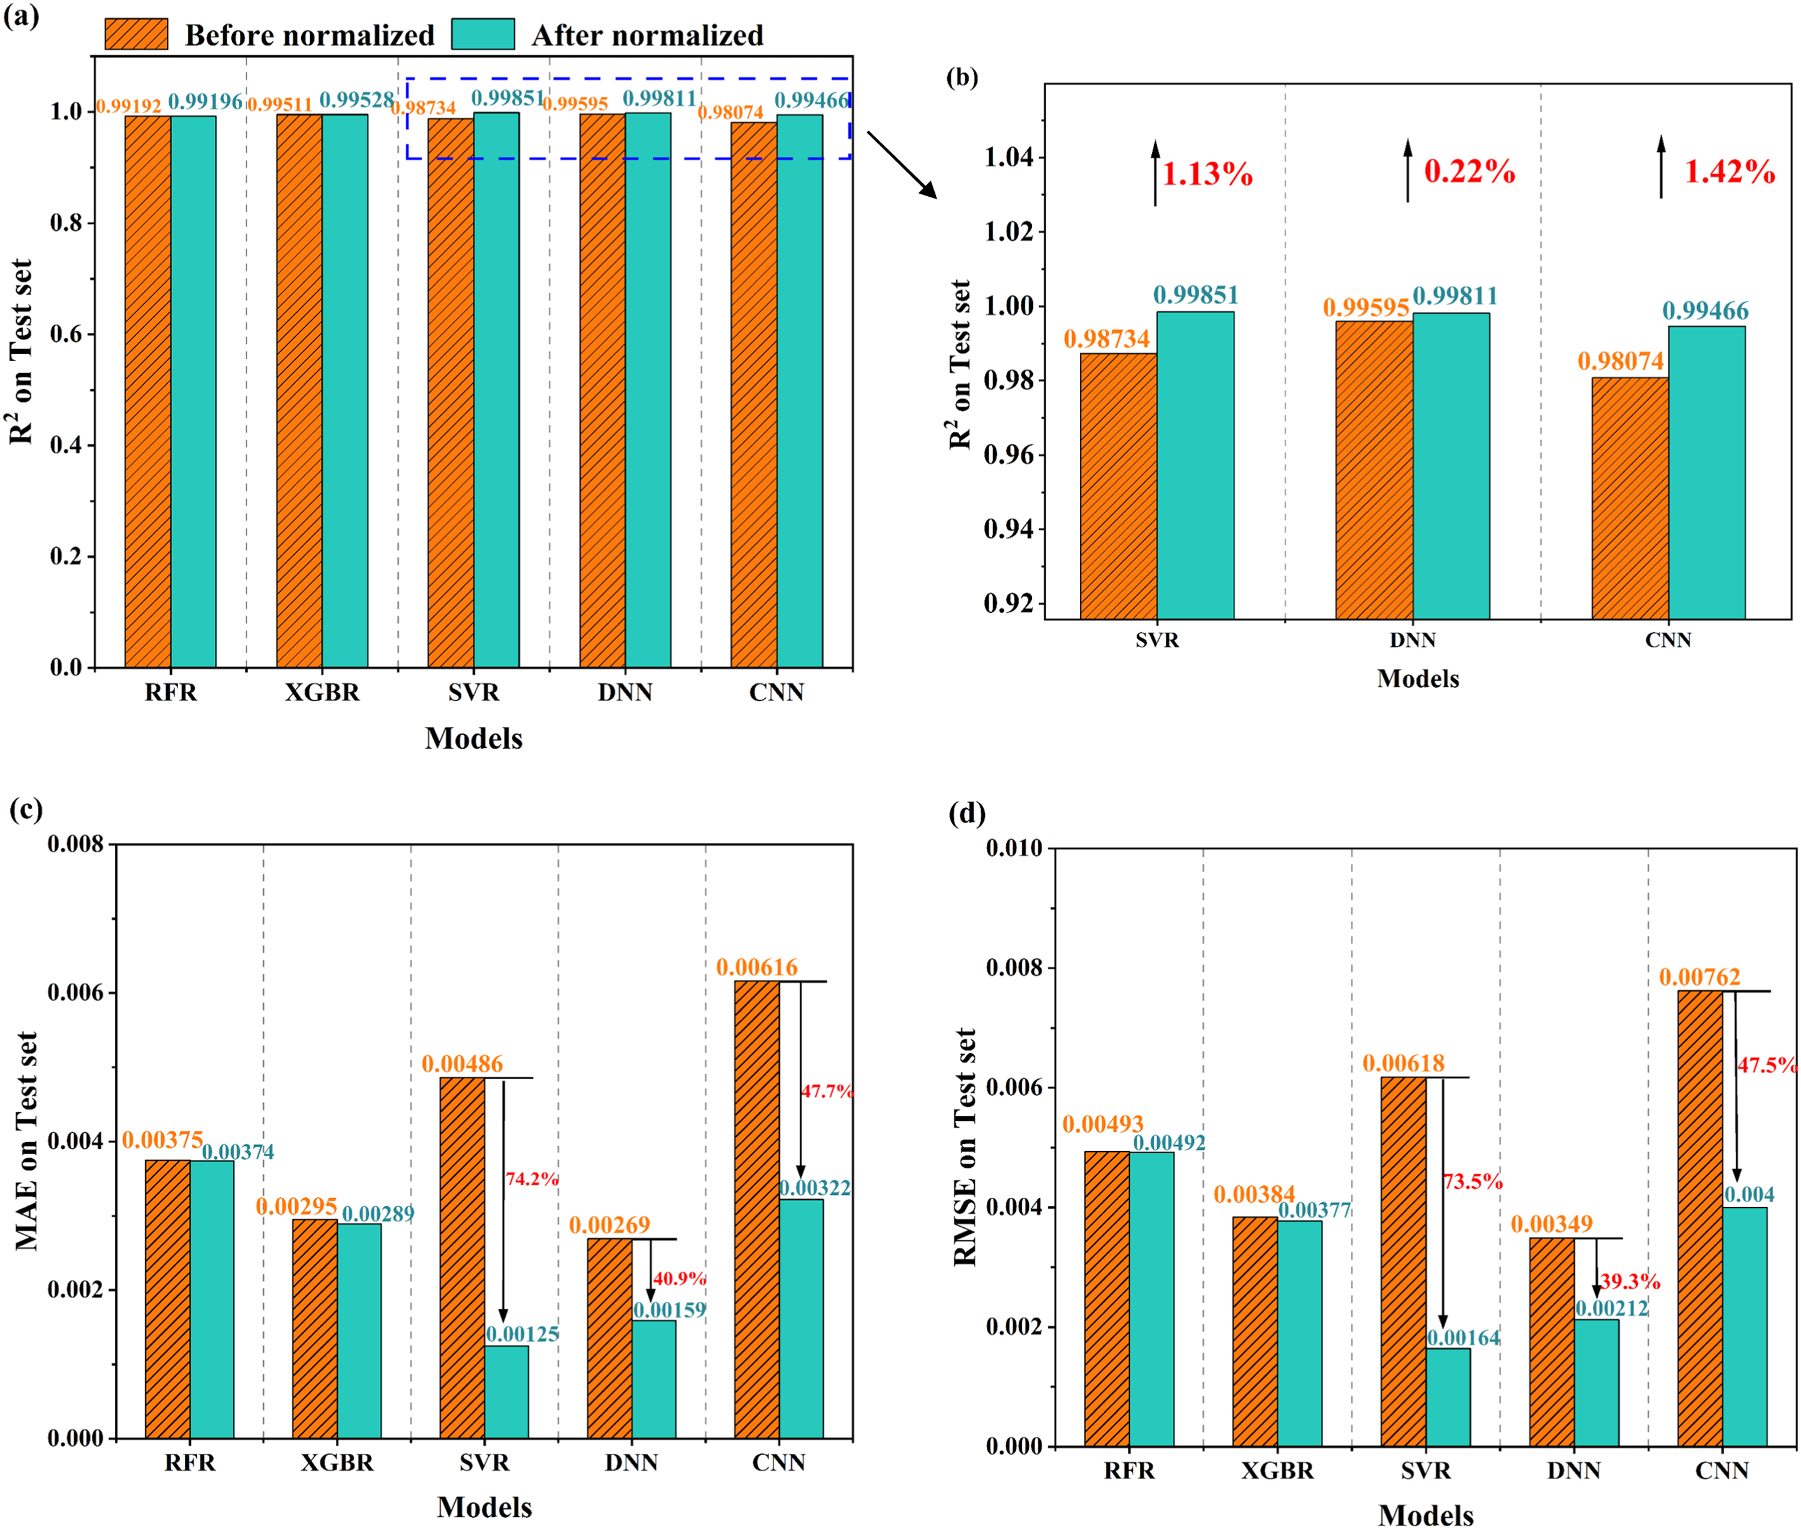 (a)
Before normalized After normalized
0.99192 0.99196 0.99511 0.99528 0.98734 0.99851 0.99595 0.99811 0.98074 0.99466
1.0
0.8
0.6
0.4
0.2
0.0
R² on Test set
RFR XGBR SVR DNN CNN
Models
(b)
1.13% 0.22% 1.42%
1.04
1.02
1.00
0.98
0.96
0.94
0.92
R² on Test set
0.98734 0.99851 0.99595 0.99811 0.98074 0.99466
SVR DNN CNN
Models
(c)
0.008
0.006
0.004
0.002
0.000
MAE on Test set
0.00375 0.00374 0.00295 0.00289 0.00486 0.00125 0.00269 0.00159 0.00616 0.00322
74.2% 40.9% 47.7%
RFR XGBR SVR DNN CNN
Models
(d)
0.010
0.008
0.006
0.004
0.002
0.000
RMSE on Test set
0.00493 0.00492 0.00384 0.00377 0.00618 0.00164 0.00349 0.00212 0.00762 0.004
73.5% 39.3% 47.5%
RFR XGBR SVR DNN CNN
Models